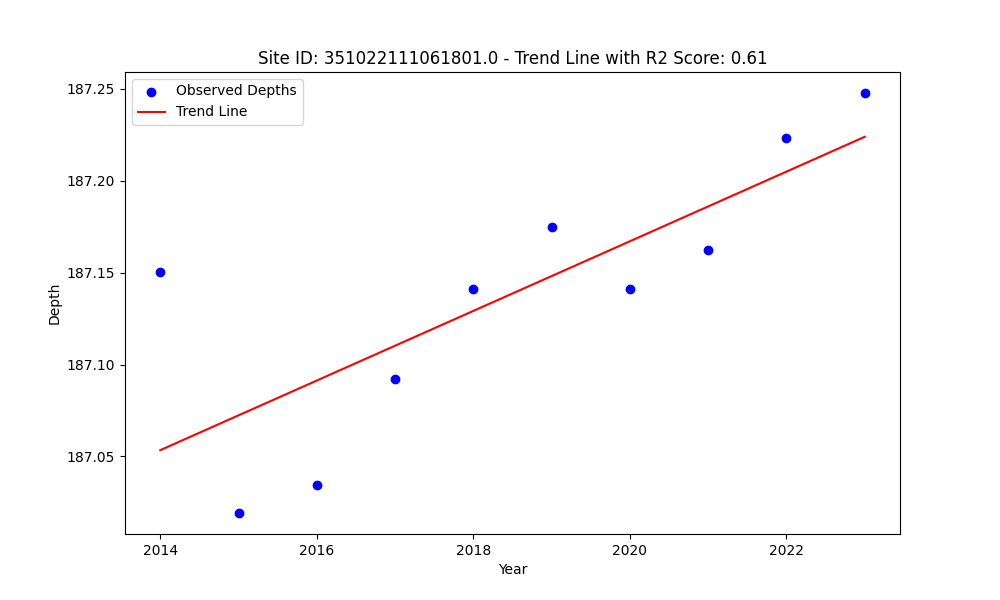 Site ID: 351022111061801.0 - Trend Line with R2 Score: 0.61
Observed Depths
Trend Line
187.25
187.20
187.15
187.10
187.05
Depth
2014
2016
2018
2020
2022
Year